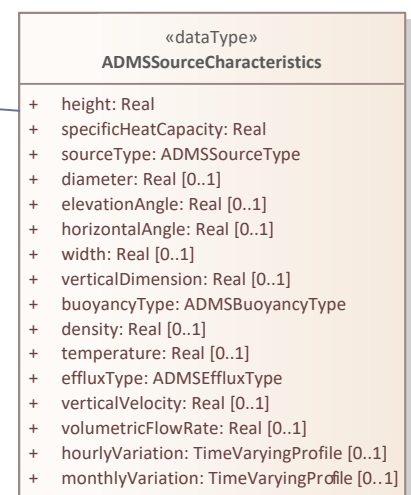 «dataType»
ADMSSourceCharacteristics
+ height: Real
+ specificHeatCapacity: Real
+ sourceType: ADMSSourceType
+ diameter: Real [0..1]
+ elevationAngle: Real [0..1]
+ horizontalAngle: Real [0..1]
+ width: Real [0..1]
+ verticalDimension: Real [0..1]
+ buoyancyType: ADMSBuoyancyType
+ density: Real [0..1]
+ temperature: Real [0..1]
+ effluxType: ADMSEffluxType
+ verticalVelocity: Real [0..1]
+ volumetricFlowRate: Real [0..1]
+ hourlyVariation: TimeVaryingProfile [0..1]
+ monthlyVariation: TimeVaryingProfile [0..1]